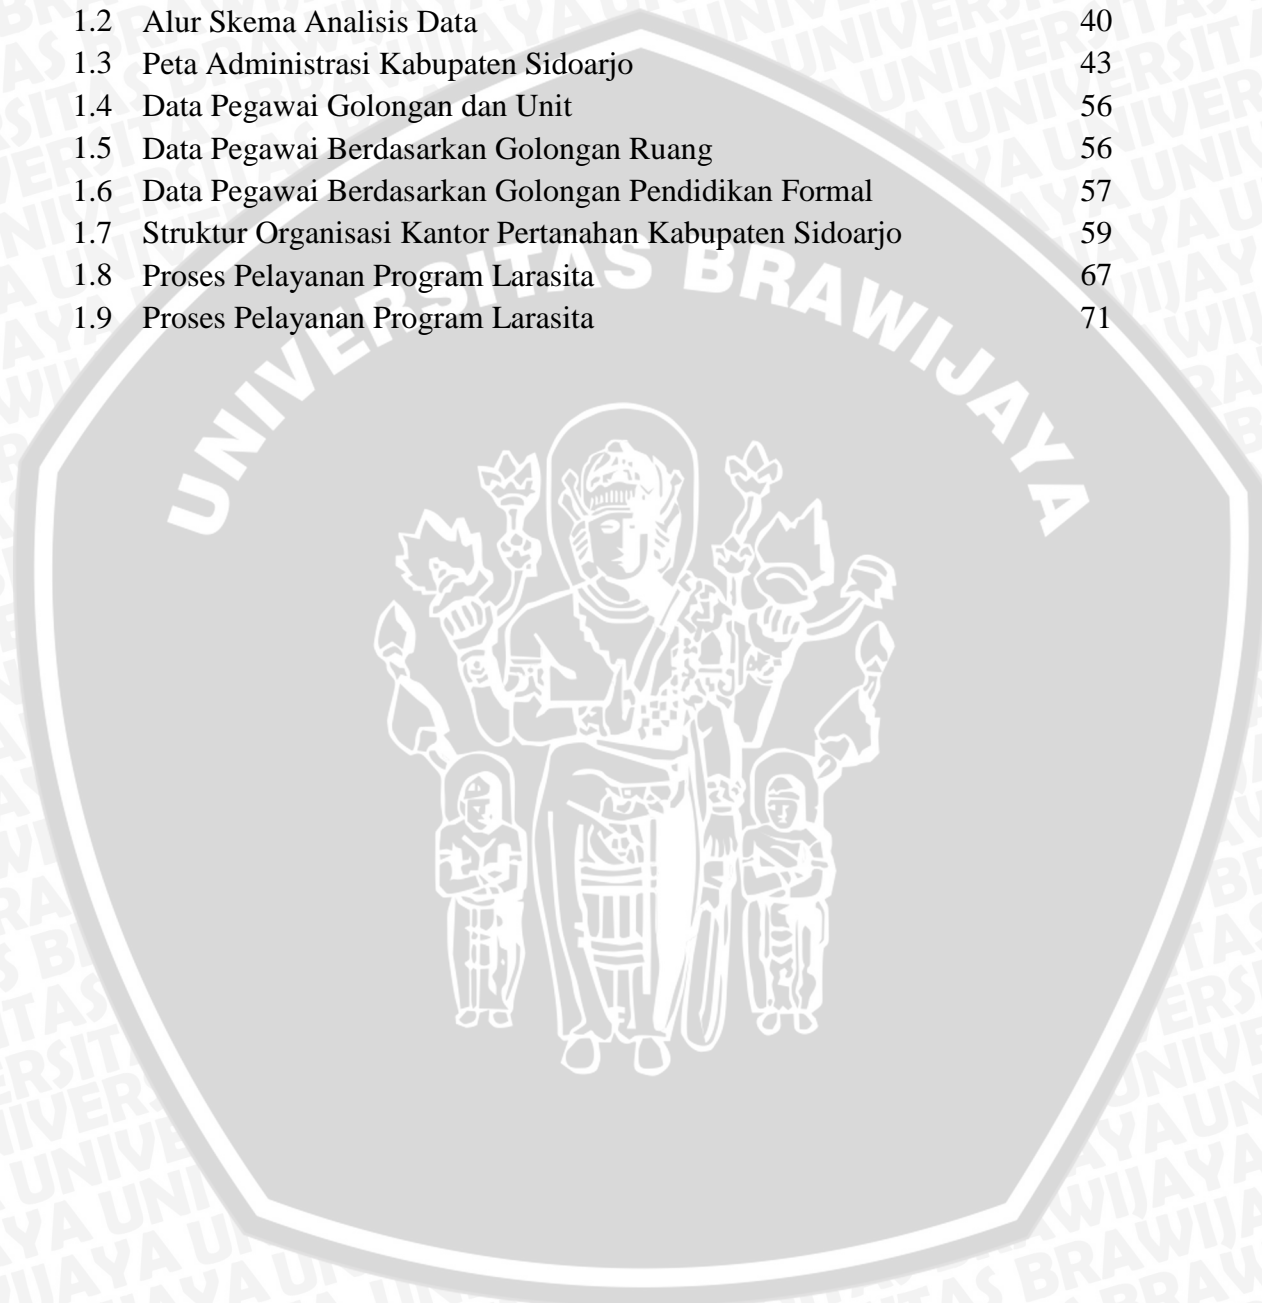 1.2 Alur Skema Analisis Data 40
1.3 Peta Administrasi Kabupaten Sidoarjo 43
1.4 Data Pegawai Golongan dan Unit 56
1.5 Data Pegawai Berdasarkan Golongan Ruang 56
1.6 Data Pegawai Berdasarkan Golongan Pendidikan Formal 57
1.7 Struktur Organisasi Kantor Pertanahan Kabupaten Sidoarjo 59
1.8 Proses Pelayanan Program Larasita 67
1.9 Proses Pelayanan Program Larasita 71
UNIVERSITAS BRAWIJAYA